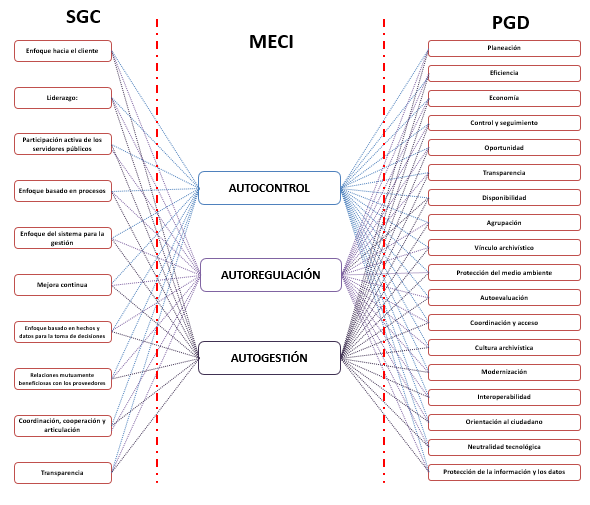 SGC
Enfoque hacia el cliente
Liderazgo:
Participación activa de los
servidores públicos
Enfoque basado en procesos
Enfoque del sistema para la
gestión
Mejora continua
Enfoque basado en hechos y
datos para la toma de decisiones
Relaciones mutuamente
beneficiosas con los proveedores
Coordinación, cooperación y
articulación
Transparencia
MECI
AUTOCONTROL
AUTOREGULACIÓN
AUTOGESTIÓN
PGD
Planeación
Eficiencia
Economía
Control y seguimiento
Oportunidad
Transparencia
Disponibilidad
Agrupación
Vínculo archivístico
Protección del medio ambiente
Autoevaluación
Coordinación y acceso
Cultura archivística
Modernización
Interoperabilidad
Orientación al ciudadano
Neutralidad tecnológica
Protección de la información y los datos